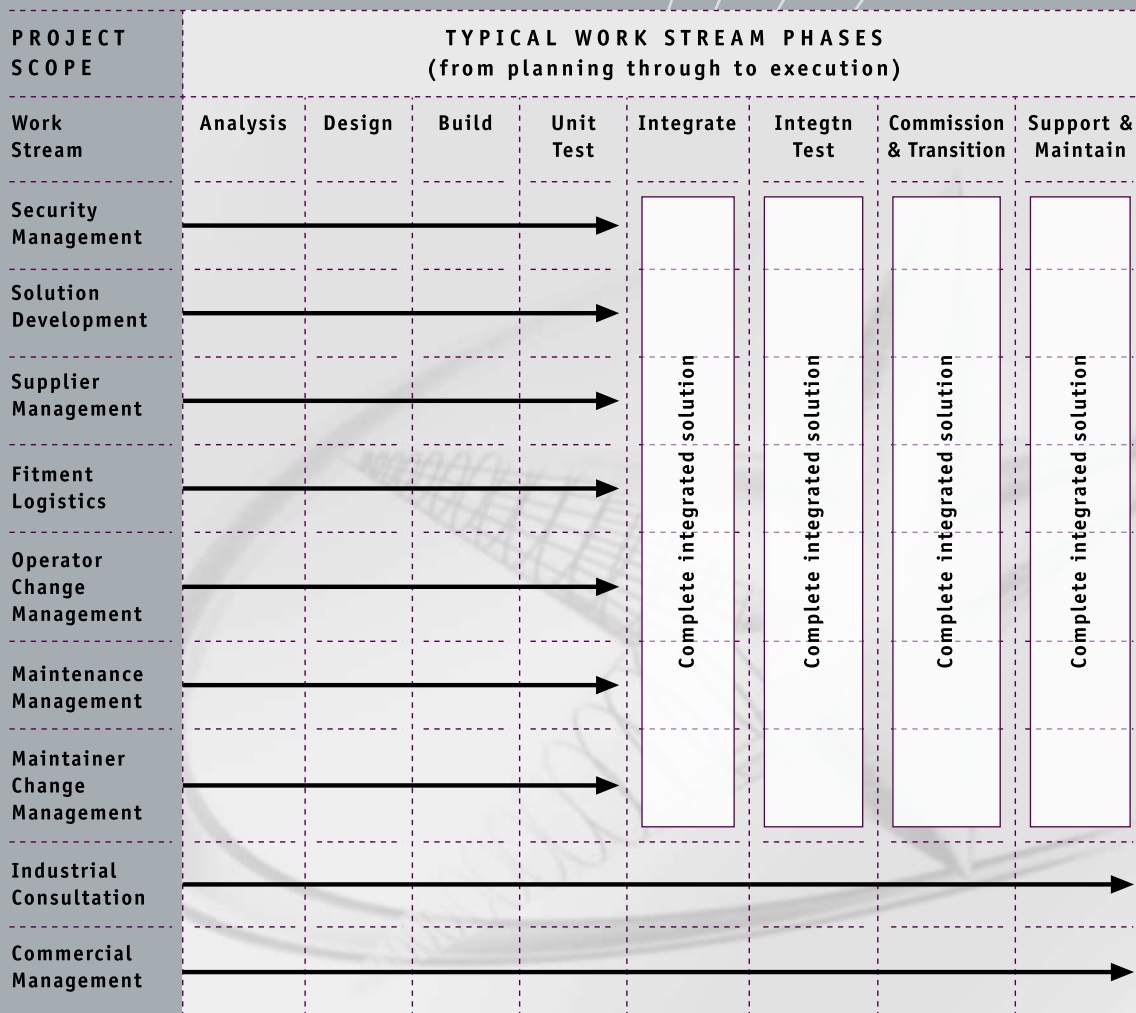 PROJECT
SCOPE
TYPICAL WORK STREAM PHASES
(from planning through to execution)
Work
Stream
Analysis
Design
Build
Unit
Test
Integrate
Integtn
Test
Commission
& Transition
Support &
Maintain
Security
Management
Solution
Development
Supplier
Management
Fitment
Logistics
Operator
Change
Management
Maintenance
Management
Maintainer
Change
Management
Industrial
Consultation
Commercial
Management
Complete integrated solution
Complete integrated solution
Complete integrated solution
Complete integrated solution